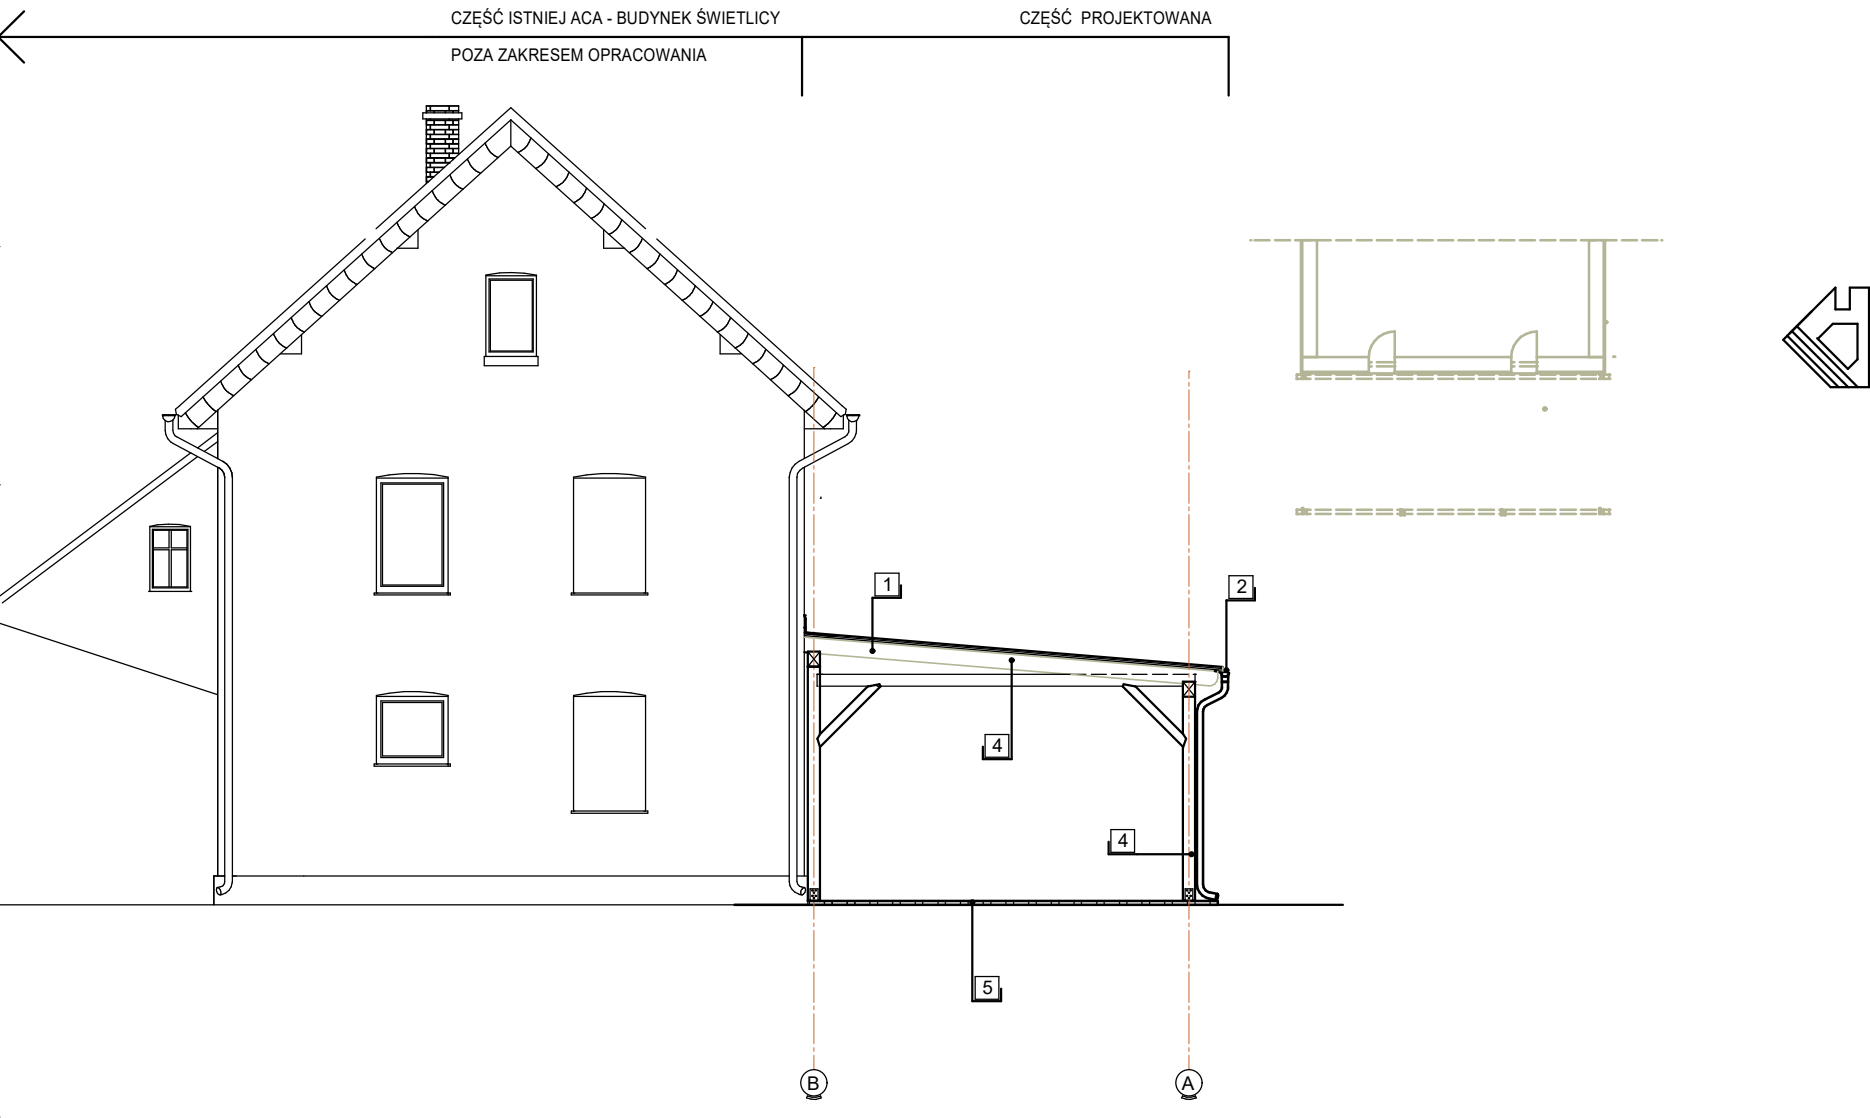 CZĘŚĆ ISTNIEJ ACA - BUDYNEK ŚWIETLICY
CZĘŚĆ PROJEKTOWANA
POZA ZAKRESEM OPRACOWANIA
1
2
4
4
5
B
A